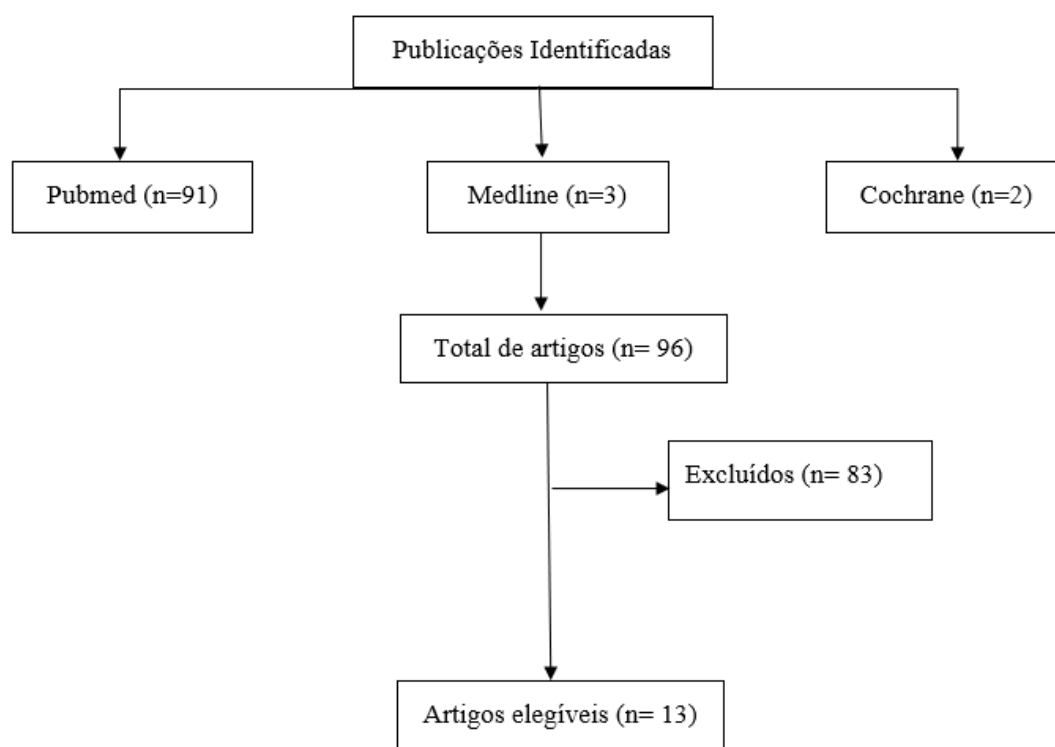 Publicações Identificadas
Pubmed (n=91)
Medline (n=3)
Cochrane (n=2)
Total de artigos (n= 96)
Excluídos (n= 83)
Artigos elegíveis (n= 13)